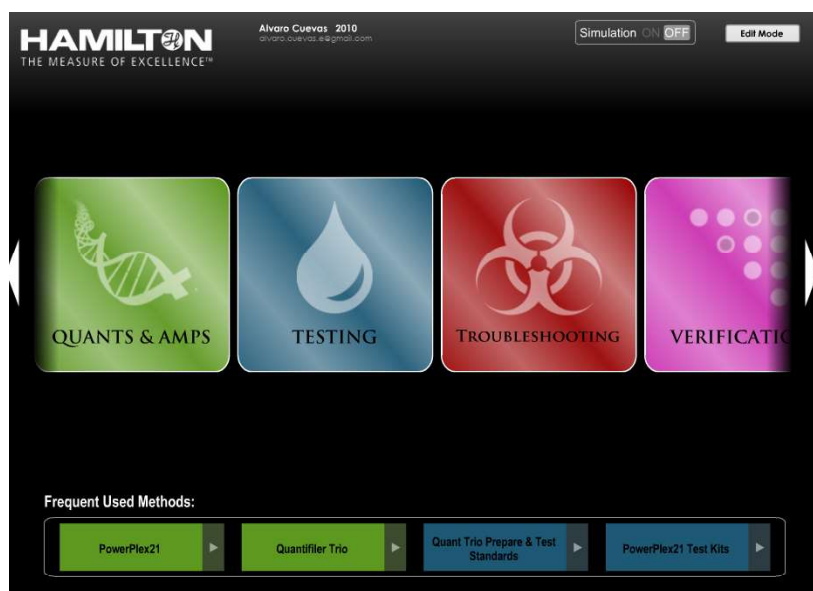 HAMILTON
THE MEASURE OF EXCELLENCE™
Alvaro Cuevas 2010
alvaro.cuevas.e@gmail.com
Simulation ON OFF
Edit Mode
QUANTS & AMPS
TESTING
TROUBLESHOOTING
VERIFICATIO
Frequent Used Methods:
PowerPlex21
Quantifiler Trio
Quant Trio Prepare & Test
Standards
PowerPlex21 Test Kits